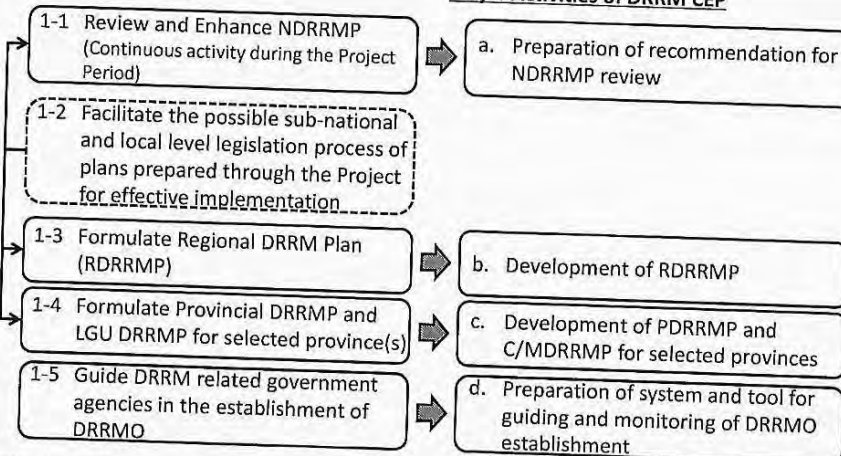 Activities of DRRM CEP
1-1 Review and Enhance NDRRMP
(Continuous activity during the Project
Period)
a. Preparation of recommendation for
NDRRMP review
1-2 Facilitate the possible sub-national
and local level legislation process of
plans prepared through the Project
for effective implementation
1-3 Formulate Regional DRRM Plan
(RDRRMP)
b. Development of RDRRMP
1-4 Formulate Provincial DRRMP and
LGU DRRMP for selected province(s)
c. Development of PDRRMP and
C/MDRRMP for selected provinces
1-5 Guide DRRM related government
agencies in the establishment of
DRRMO
d. Preparation of system and tool for
guiding and monitoring of DRRMO
establishment